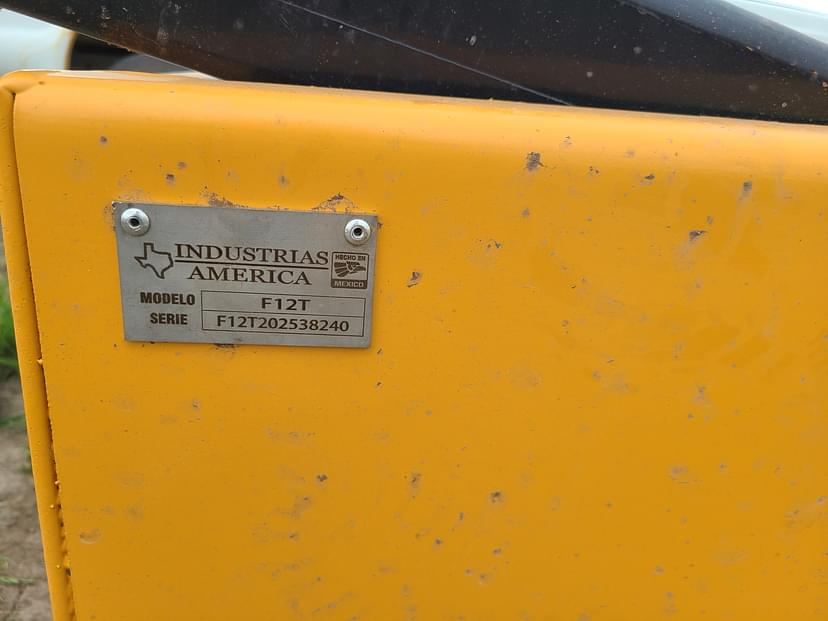 INDUSTRIAS
AMERICA
HECHO EN
MEXICO
MODELO F12T
SERIE F12T202538240